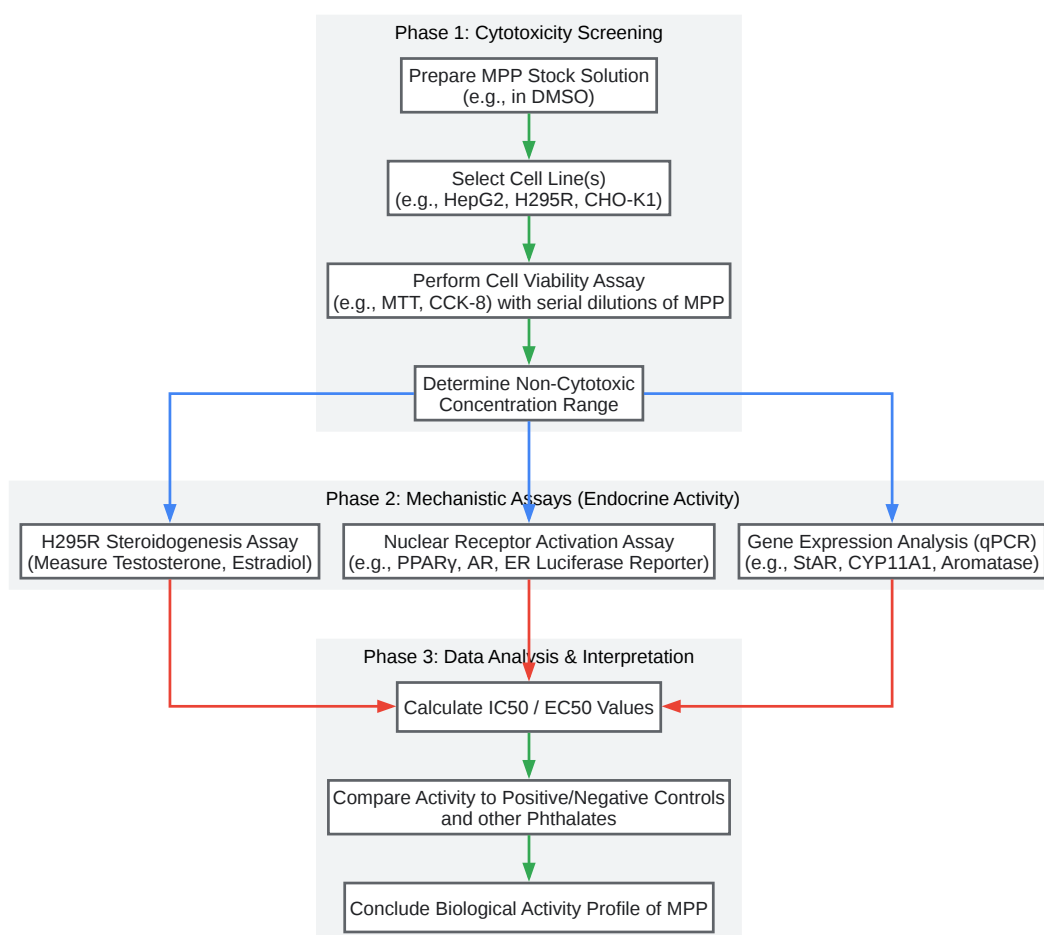 Phase 1: Cytotoxicity Screening
Prepare MPP Stock Solution
(e.g., in DMSO)
Select Cell Line(s)
(e.g., HepG2, H295R, CHO-K1)
Perform Cell Viability Assay
(e.g., MTT, CCK-8) with serial dilutions of MPP
Determine Non-Cytotoxic
Concentration Range
Phase 2: Mechanistic Assays (Endocrine Activity)
H295R Steroidogenesis Assay
(Measure Testosterone, Estradiol)
Nuclear Receptor Activation Assay
(e.g., PPARγ, AR, ER Luciferase Reporter)
Gene Expression Analysis (qPCR)
(e.g., StAR, CYP11A1, Aromatase)
Phase 3: Data Analysis & Interpretation
Calculate IC50 / EC50 Values
Compare Activity to Positive/Negative Controls
and other Phthalates
Conclude Biological Activity Profile of MPP